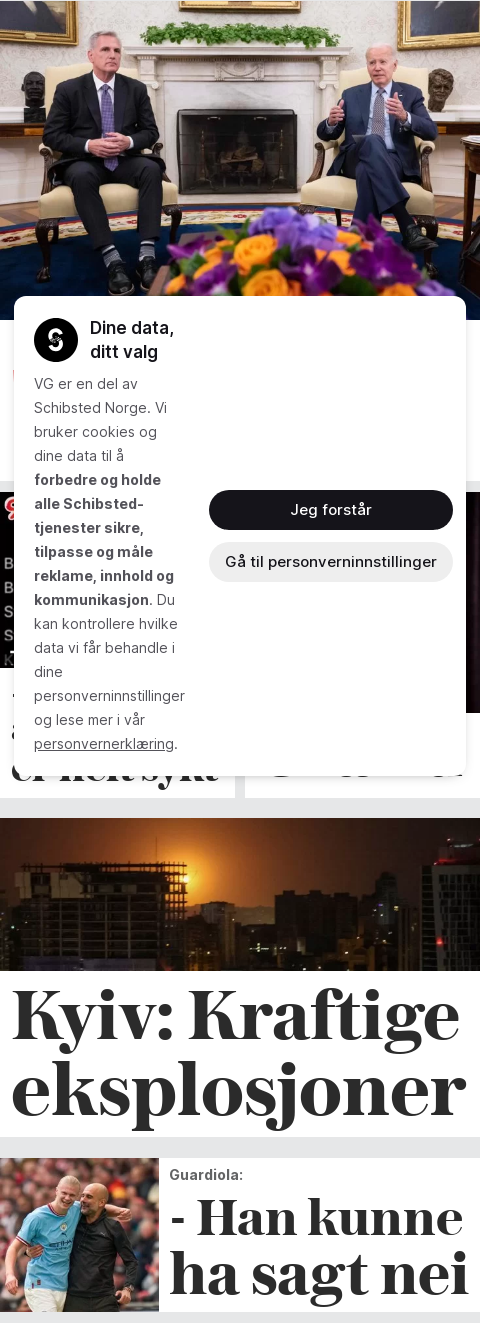 Dine data,
ditt valg
VG er en del av
Schibsted Norge. Vi
bruker cookies og
dine data til å
forbedre og holde
alle Schibsted-
tjenester sikre,
tilpasse og måle
reklame, innhold og
kommunikasjon. Du
kan kontrollere hvilke
data vi får behandle i
dine
personverninnstillinger
og lese mer i vår
personvernerklæring.
Jeg forstår
Gå til personverninnstillinger
er helt sykt
Kyiv: Kraftige
eksplosjoner
Guardiola:
- Han kunne
ha sagt nei